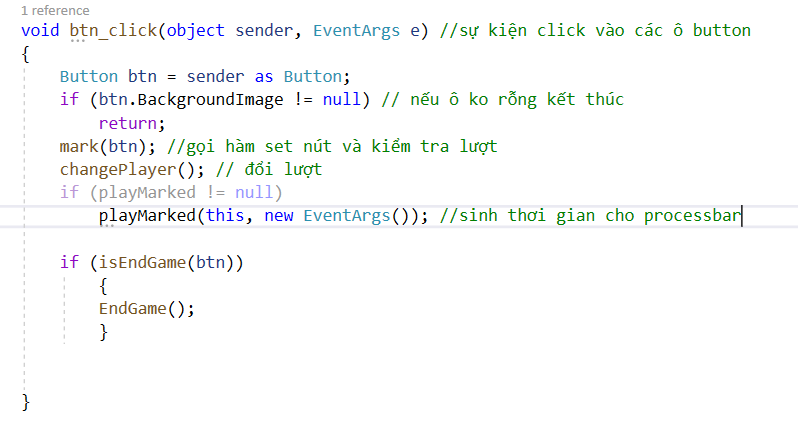 1 reference
void btn_click(object sender, EventArgs e) //sự kiện click vào các ô button
{
Button btn = sender as Button;
if (btn.BackgroundImage != null) // nếu ô ko rỗng kết thúc
return;
mark(btn); //gọi hàm set nút và kiểm tra lượt
changePlayer(); // đổi lượt
if (playMarked != null)
playMarked(this, new EventArgs()); //sinh thơi gian cho processbar
if (isEndGame(btn))
{
EndGame();
}
}